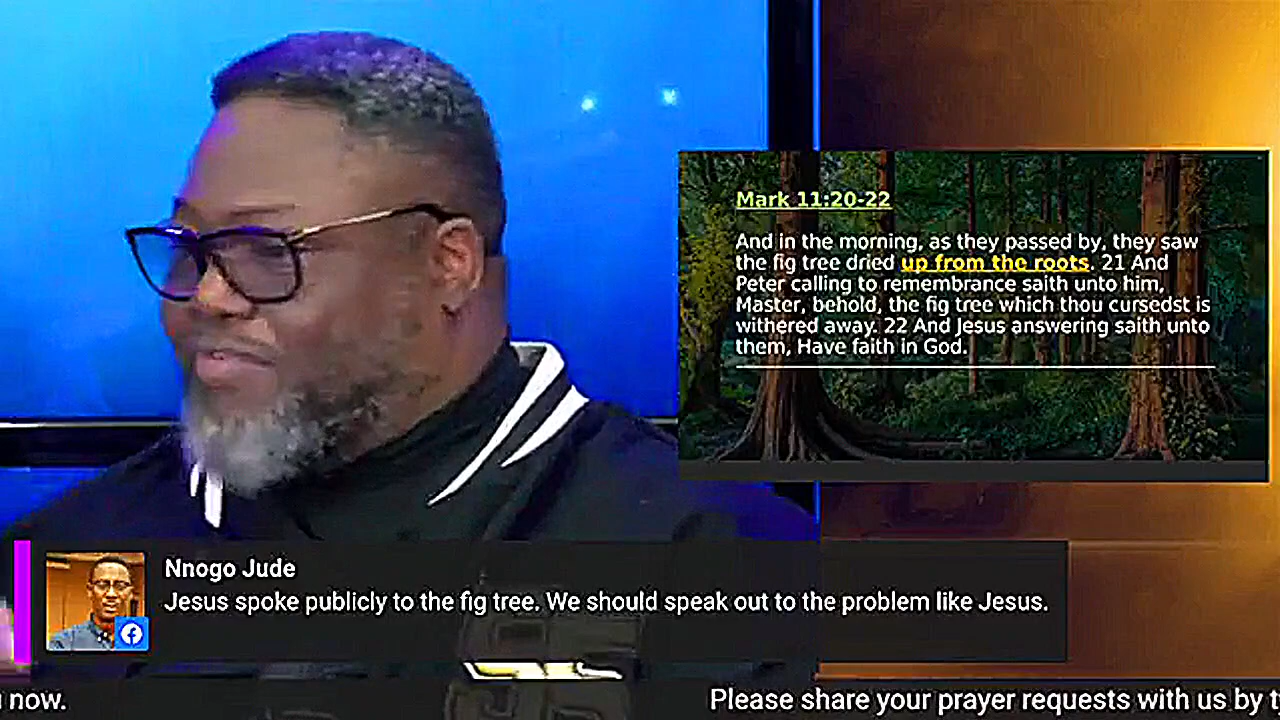 Mark 11:20-22
And in the morning, as they passed by, they saw
the fig tree dried up from the roots. 21 And
Peter calling to remembrance saith unto him,
Master, behold, the fig tree which thou cursedst is
withered away. 22 And Jesus answering saith unto
them, Have faith in God.
Nnogo Jude
Jesus spoke publicly to the fig tree. We should speak out to the problem like Jesus.
now.
Please share your prayer requests with us by